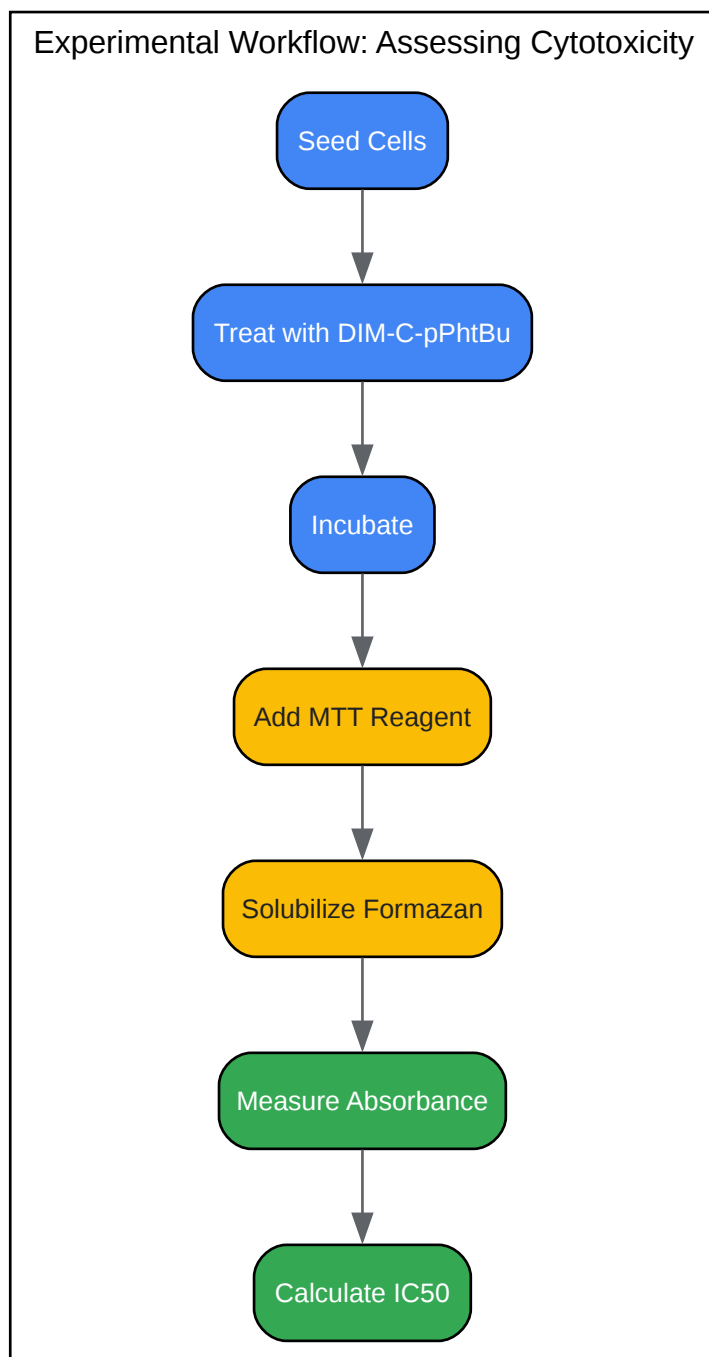 Experimental Workflow: Assessing Cytotoxicity
Seed Cells
Treat with DIM-C-pPhtBu
Incubate
Add MTT Reagent
Solubilize Formazan
Measure Absorbance
Calculate IC50